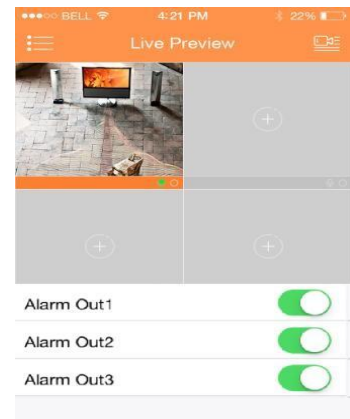 BELL 4:21 PM 22%
Live Preview
Alarm Out1
Alarm Out2
Alarm Out3